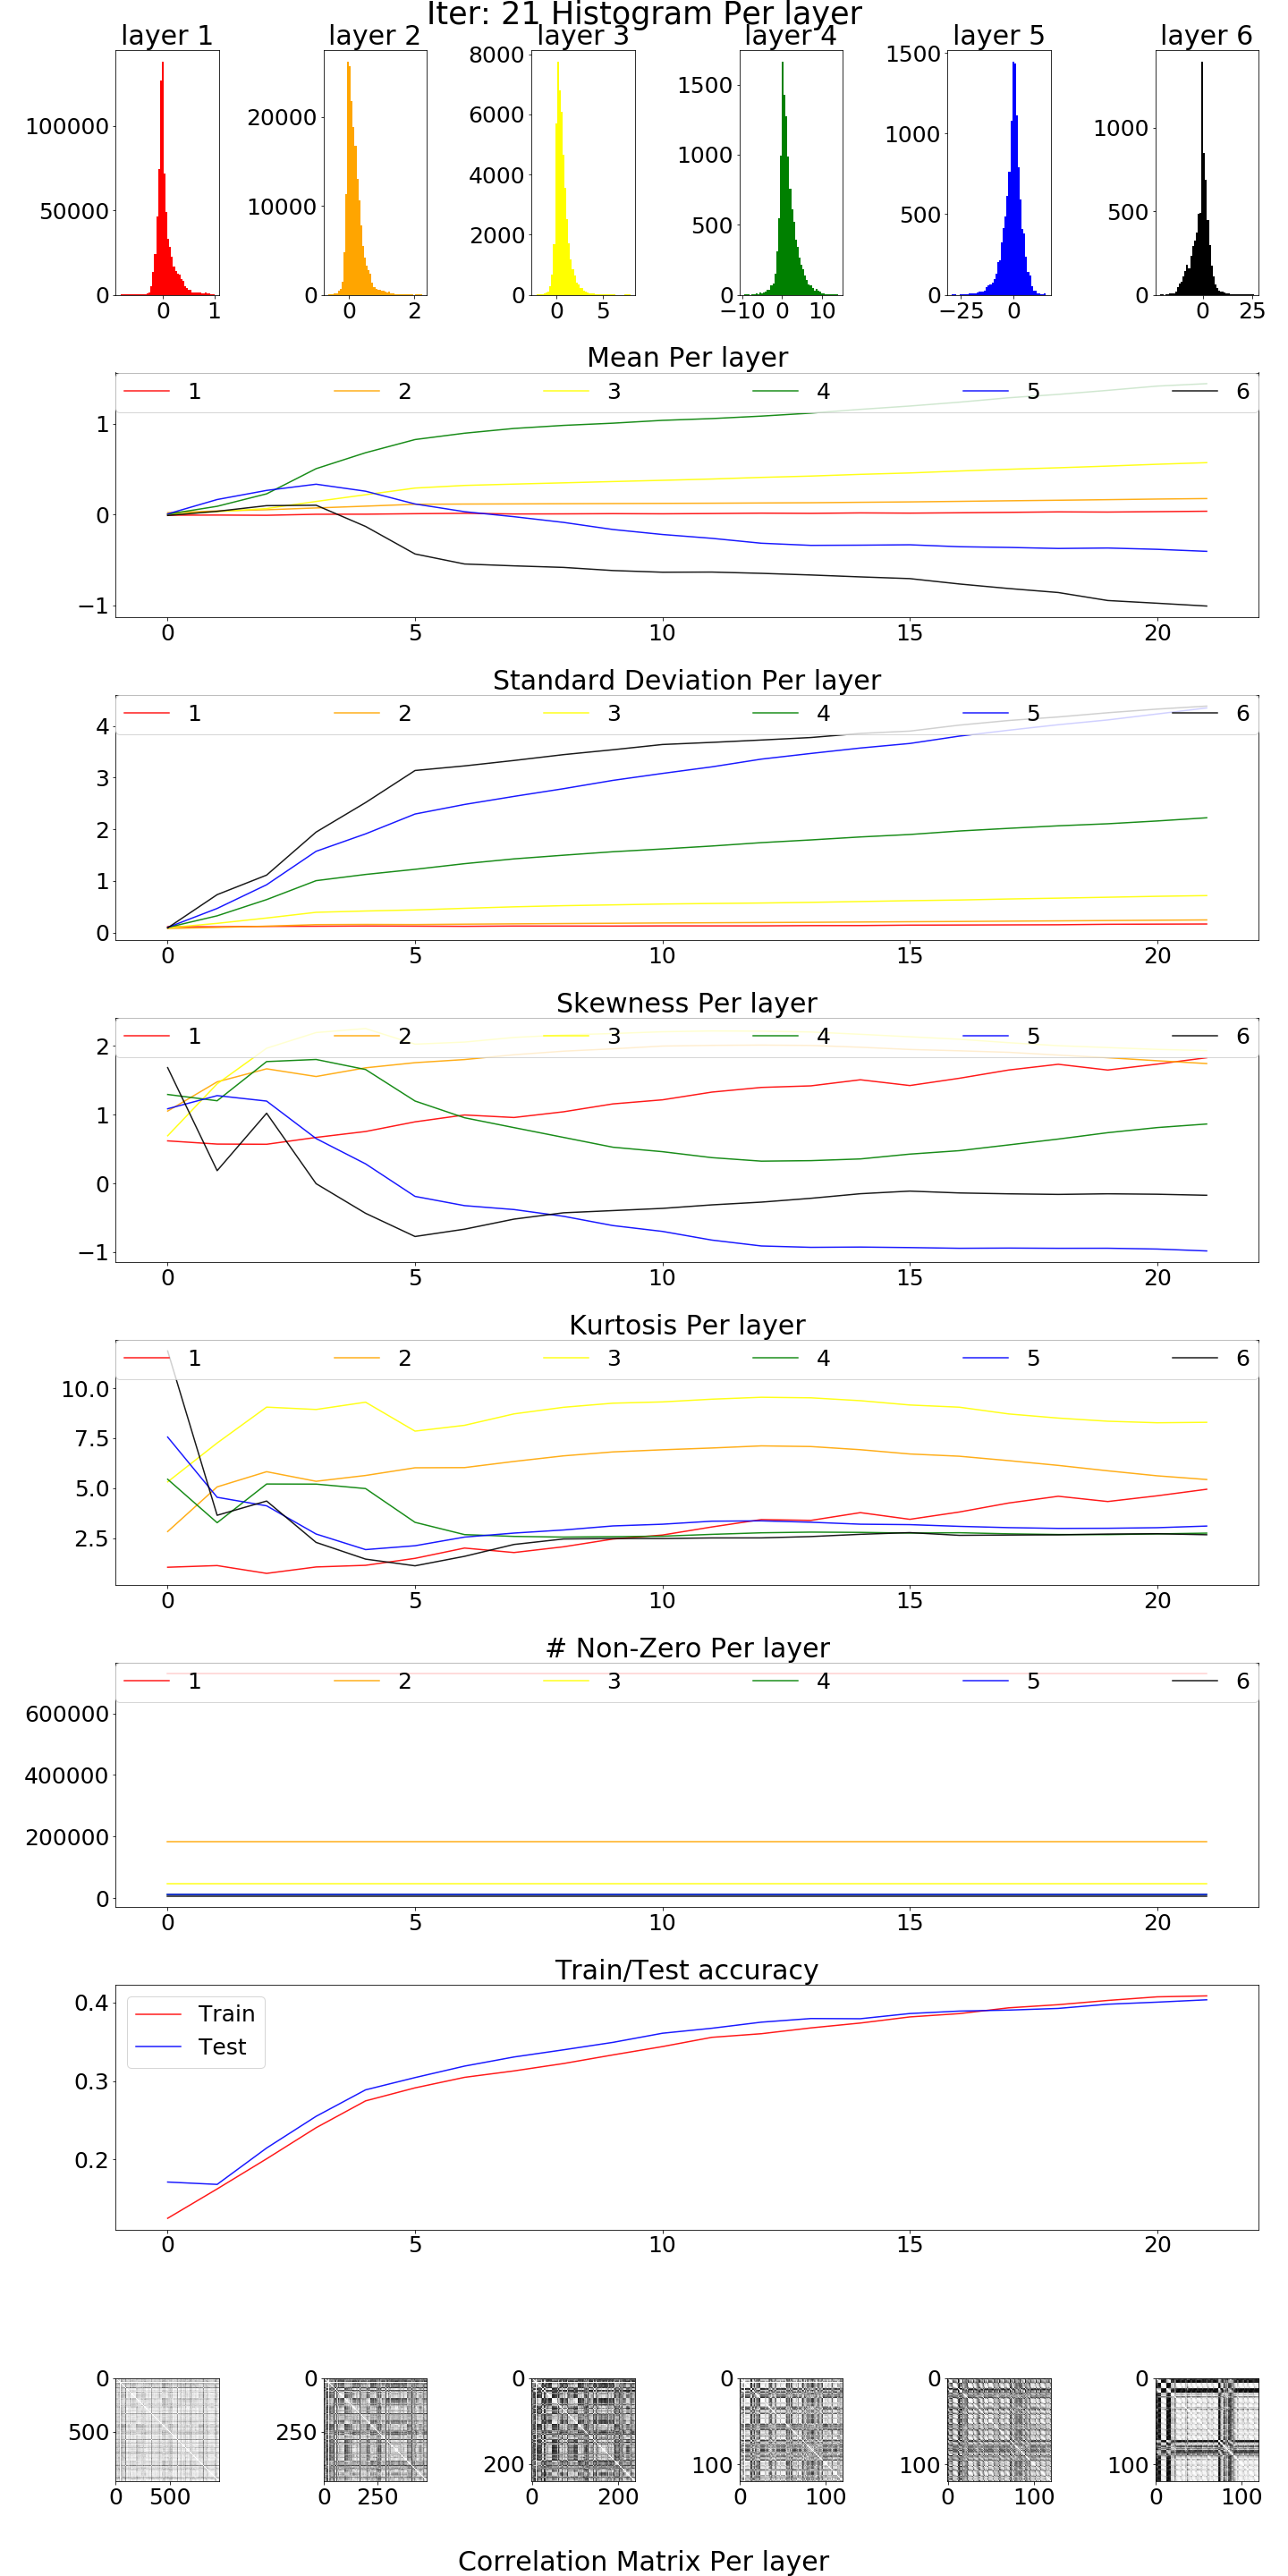 Iter: 21 Histogram Per layer
layer 1 layer 2 layer 3 layer 4 layer 5 layer 6
100000
50000
0
0 1
20000
10000
0
0 2
8000
6000
4000
2000
0
0 5
1500
1000
500
0
−10 0 10
1500
1000
500
0
−25 0
1000
500
0
0 25
Mean Per layer
1 2 3 4 5 6
1
0
−1
0 5 10 15 20
Standard Deviation Per layer
1 2 3 4 5 6
4
3
2
1
0
0 5 10 15 20
Skewness Per layer
1 2 3 4 5 6
2
1
0
−1
0 5 10 15 20
Kurtosis Per layer
1 2 3 4 5 6
10.0
7.5
5.0
2.5
0 5 10 15 20
# Non-Zero Per layer
1 2 3 4 5 6
600000
400000
200000
0
0 5 10 15 20
Train/Test accuracy
Train
Test
0.4
0.3
0.2
0 5 10 15 20
0
500
0 500
0
250
0 250
0
200
0 200
0
100
0 100
0
100
0 100
0
100
0 100
Correlation Matrix Per layer